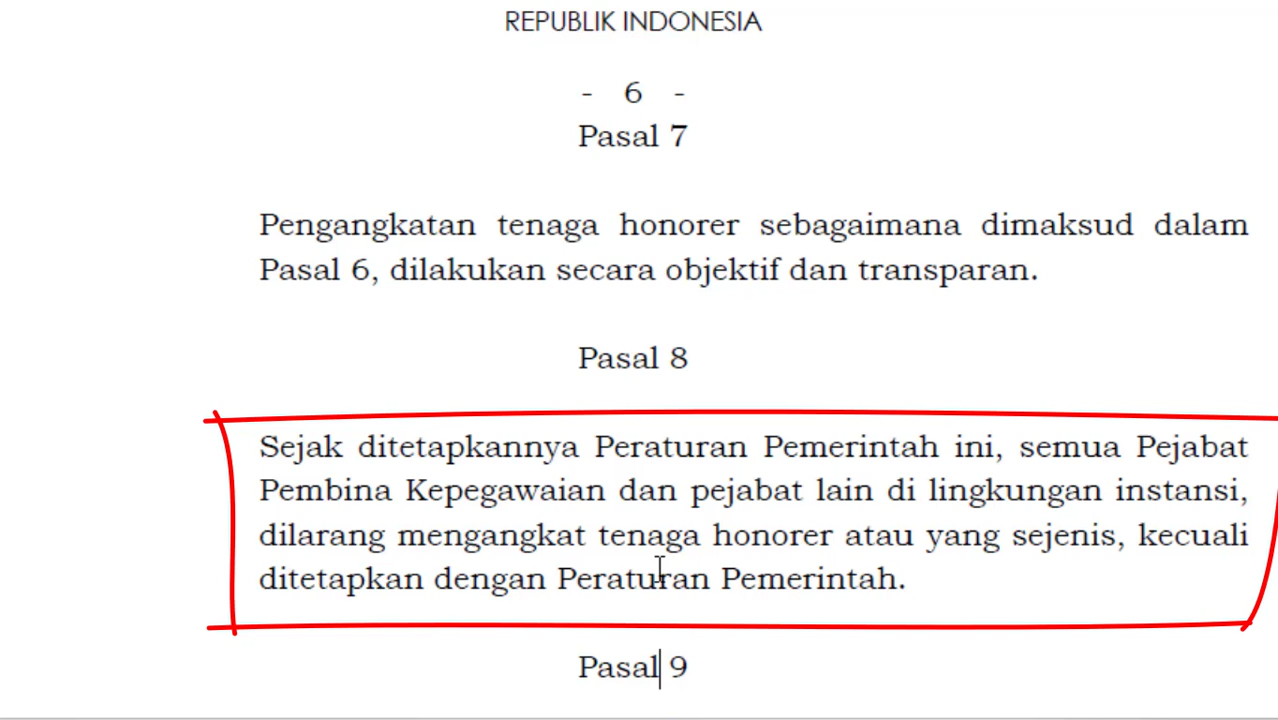 REPUBLIK INDONESIA
- 6 -
Pasal 7
Pengangkatan tenaga honorer sebagaimana dimaksud dalam
Pasal 6, dilakukan secara objektif dan transparan.
Pasal 8
Sejak ditetapkannya Peraturan Pemerintah ini, semua Pejabat
Pembina Kepegawaian dan pejabat lain di lingkungan instansi,
dilarang mengangkat tenaga honorer atau yang sejenis, kecuali
ditetapkan dengan Peraturan Pemerintah.
Pasal 9